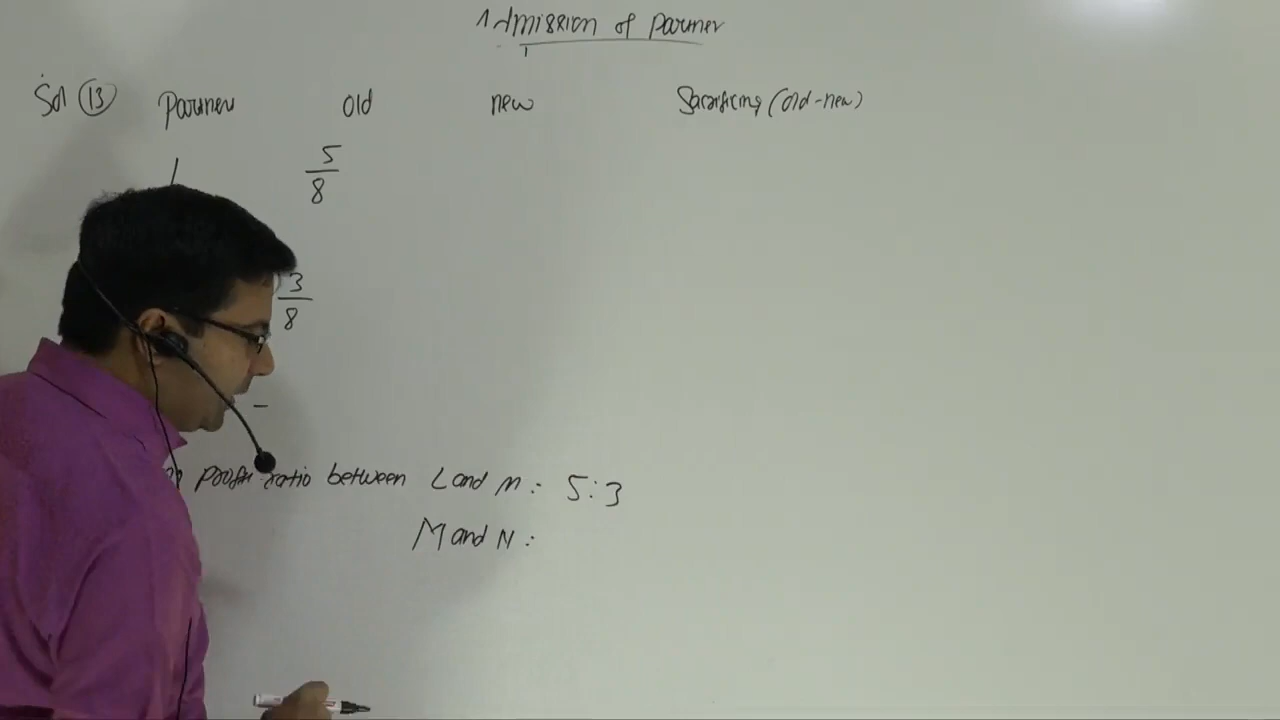 Admission of Partner
Sol (13) Partner old new Sacrificing (old-new)
5/8
3/8
-
profit ratio between L and M : 5:3
M and N :